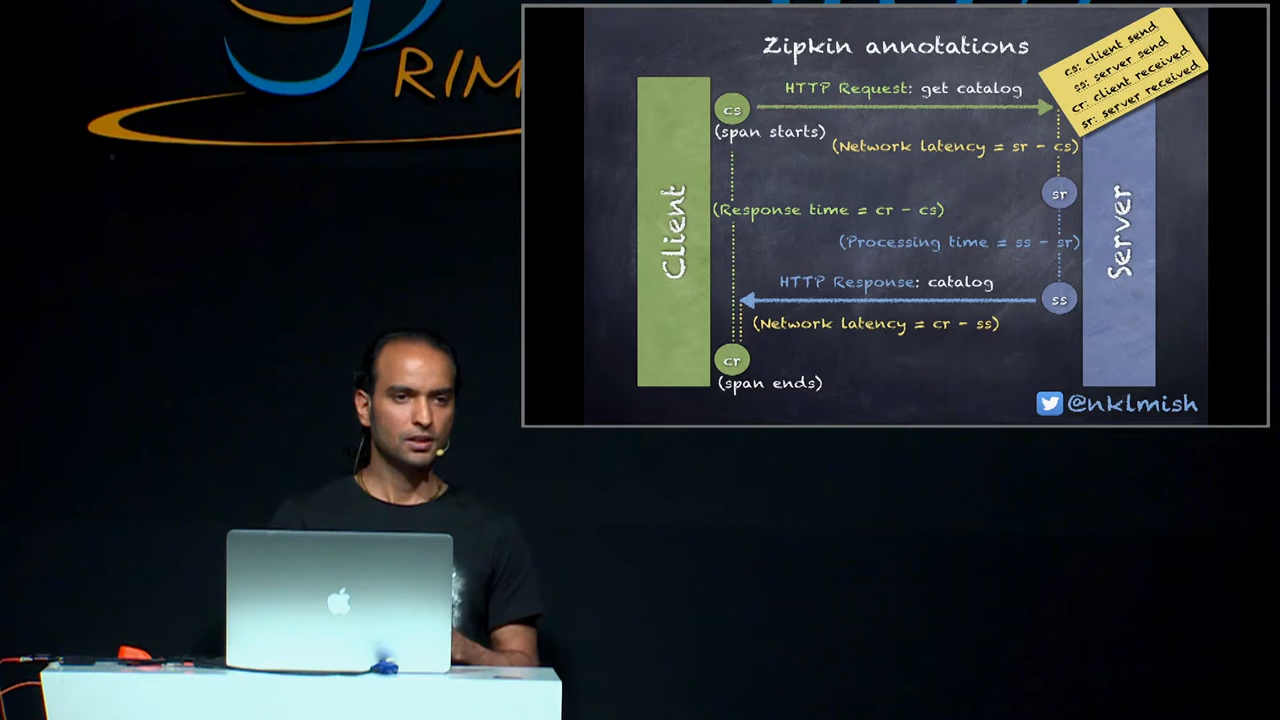 RIM
Zipkin annotations
cs: client send
ss: server send
cr: client received
sr: server received
HTTP Request: get catalog
cs
(span starts)
(Network latency = sr - cs)
sr
Client
Server
(Response time = cr - cs)
(Processing time = ss - sr)
HTTP Response: catalog
ss
(Network latency = cr - ss)
cr
(span ends)
@nklmish